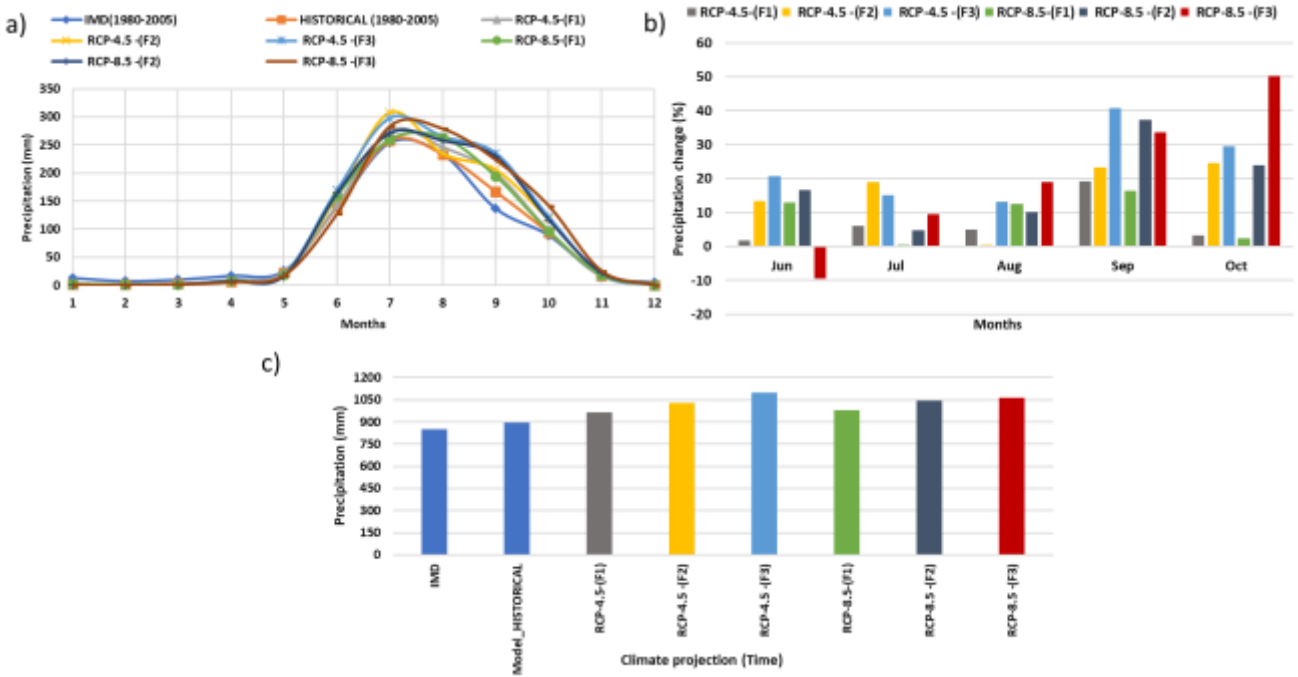 a)
IMD(1980-2005) HISTORICAL (1980-2005) RCP-4.5-(F1)
RCP-4.5 -(F2) RCP-4.5 -(F3) RCP-8.5-(F1)
RCP-8.5 -(F2) RCP-8.5 -(F3)
Precipitation (mm)
350
300
250
200
150
100
50
0
1 2 3 4 5 6 7 8 9 10 11 12
Months
b)
RCP-4.5-(F1) RCP-4.5 -(F2) RCP-4.5 -(F3) RCP-8.5-(F1) RCP-8.5 -(F2) RCP-8.5 -(F3)
Precipitation change (%)
60
50
40
30
20
10
0
-10
-20
Jun Jul Aug Sep Oct
Months
c)
Precipitation (mm)
1200
1050
900
750
600
450
300
150
0
IMD
Model_HISTORICAL
RCP-4.5-(F1)
RCP-4.5 -(F2)
RCP-4.5 -(F3)
RCP-8.5-(F1)
RCP-8.5 -(F2)
RCP-8.5 -(F3)
Climate projection (Time)